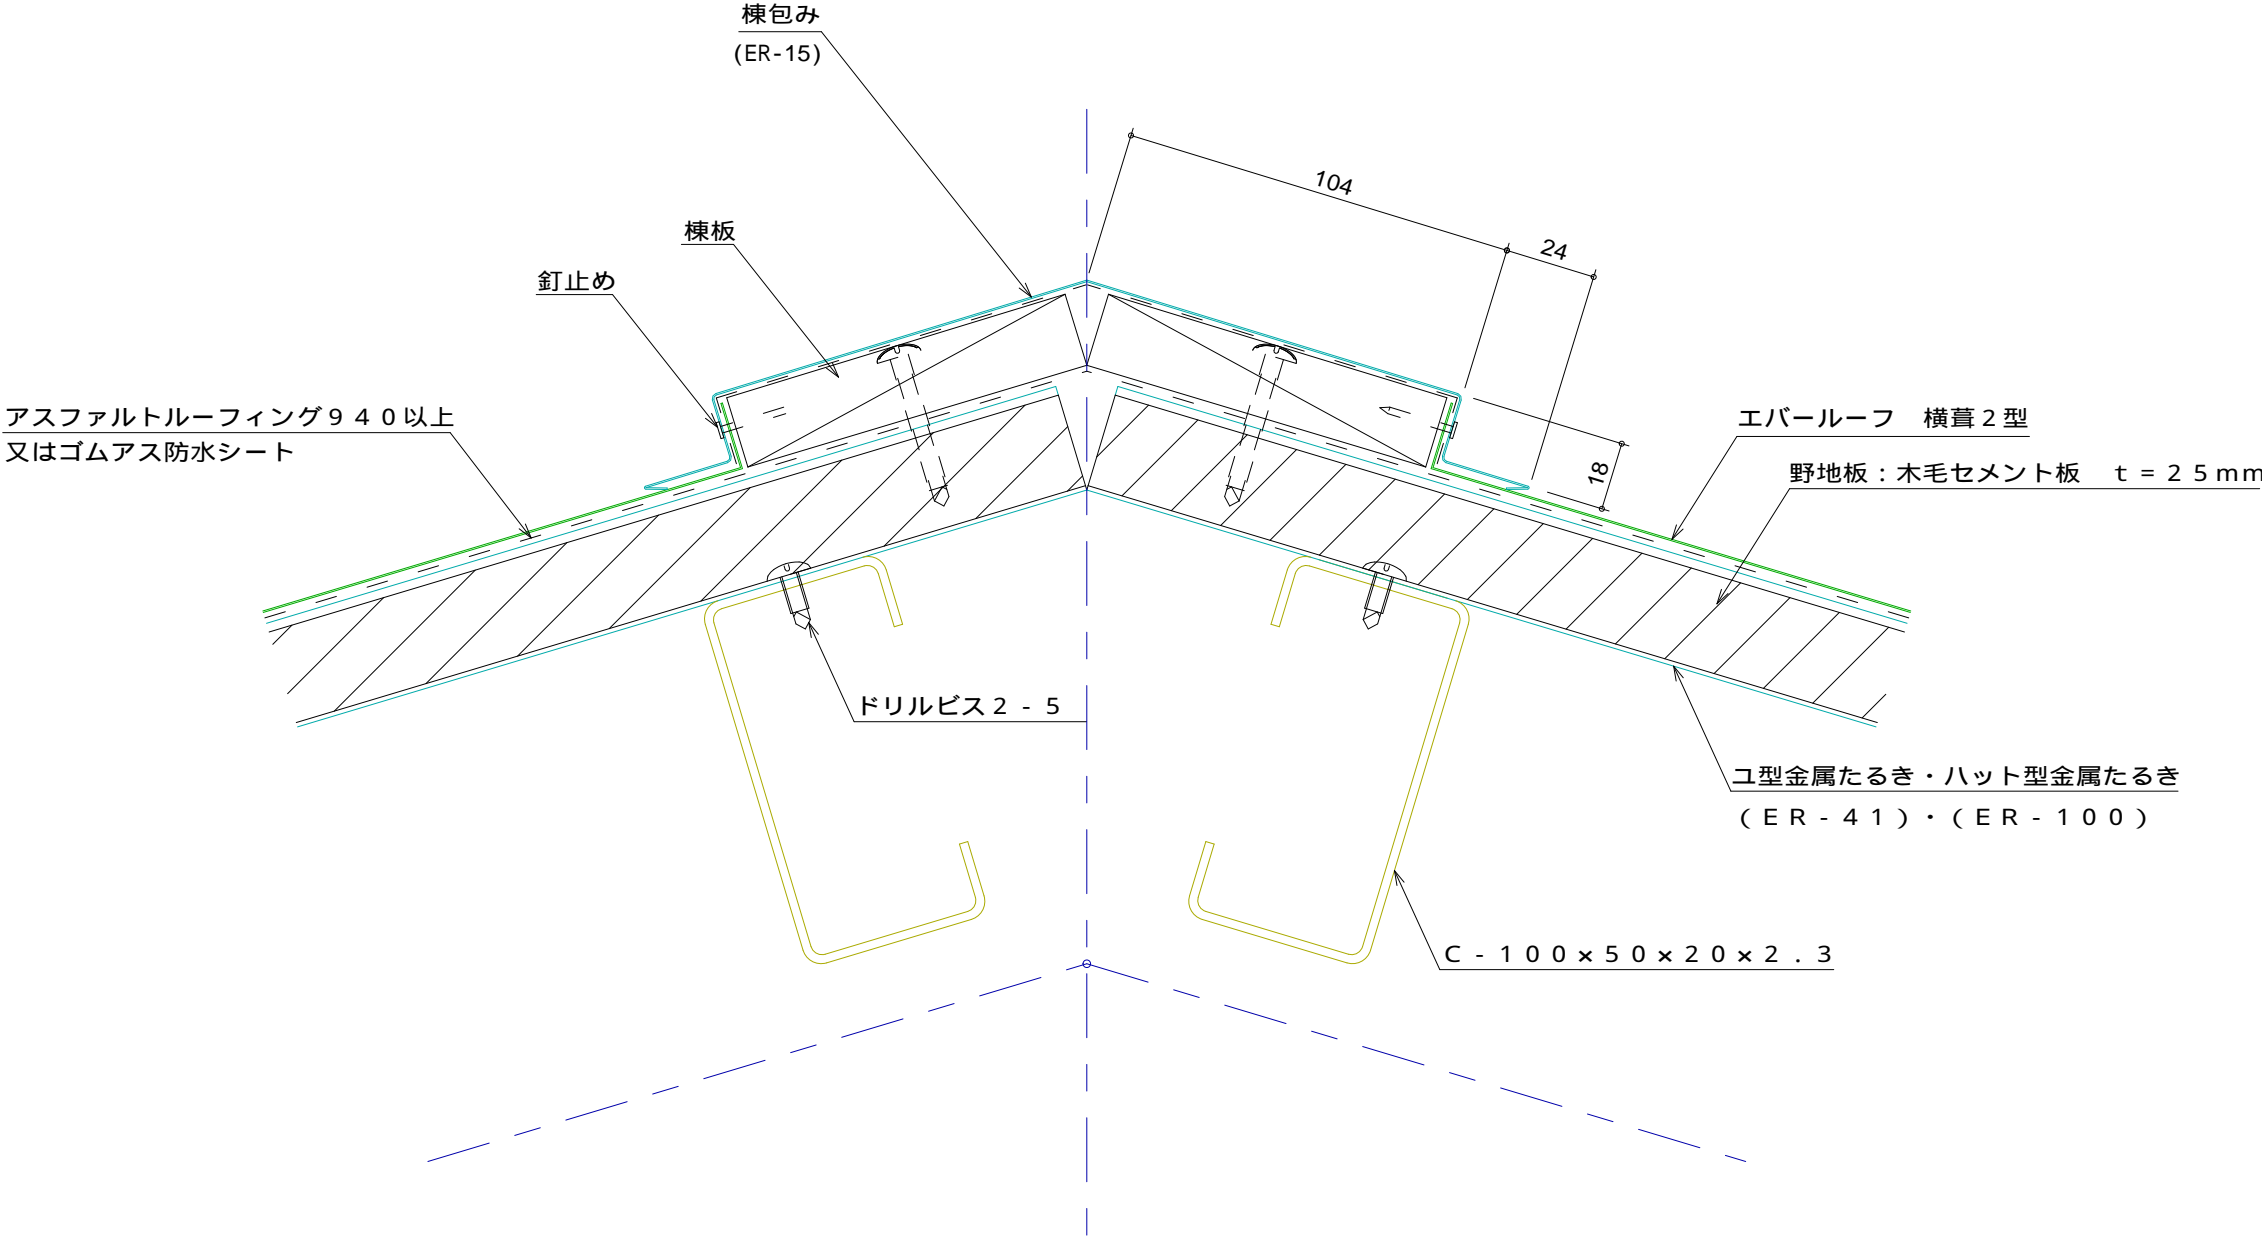 棟包み
(ER-15)
104
24
棟板
釘止め
アスファルトルーフィング９４０以上
又はゴムアス防水シート
エバールーフ　横葺２型
18
野地板：木毛セメント板　ｔ＝２５ｍｍ
ドリルビス２－５
ユ型金属たるき・ハット型金属たるき
（ＥＲ－４１）・（ＥＲ－１００）
Ｃ－１００×５０×２０×２．３